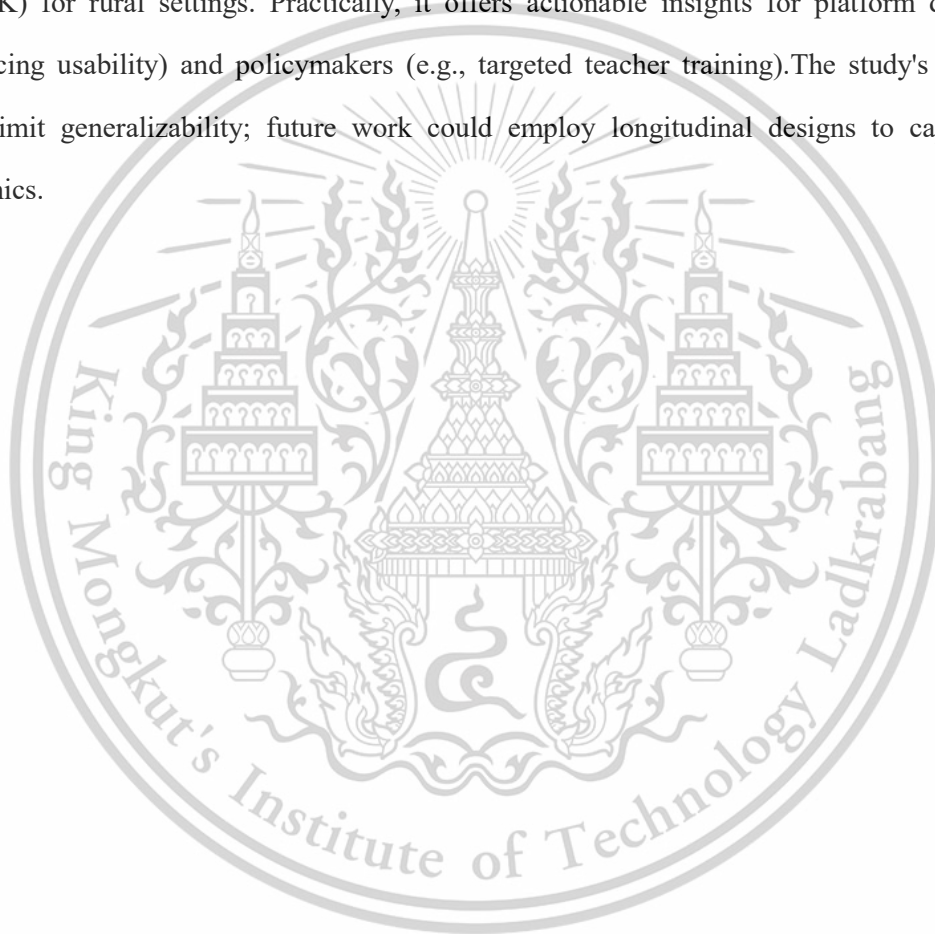 K) for rural settings. Practically, it offers actionable insights for platform
cing usability) and policymakers (e.g., targeted teacher training).The study's
imit generalizability; future work could employ longitudinal designs to
ics.
King Mongkut's Institute of Technology Ladkrabang